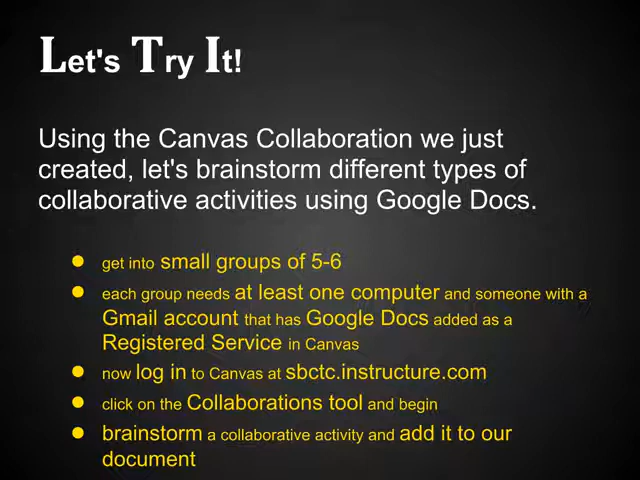 Let's Try It!
Using the Canvas Collaboration we just
created, let's brainstorm different types of
collaborative activities using Google Docs.
● get into small groups of 5-6
● each group needs at least one computer and someone with a
Gmail account that has Google Docs added as a
Registered Service in Canvas
● now log in to Canvas at sbctc.instructure.com
● click on the Collaborations tool and begin
● brainstorm a collaborative activity and add it to our
document